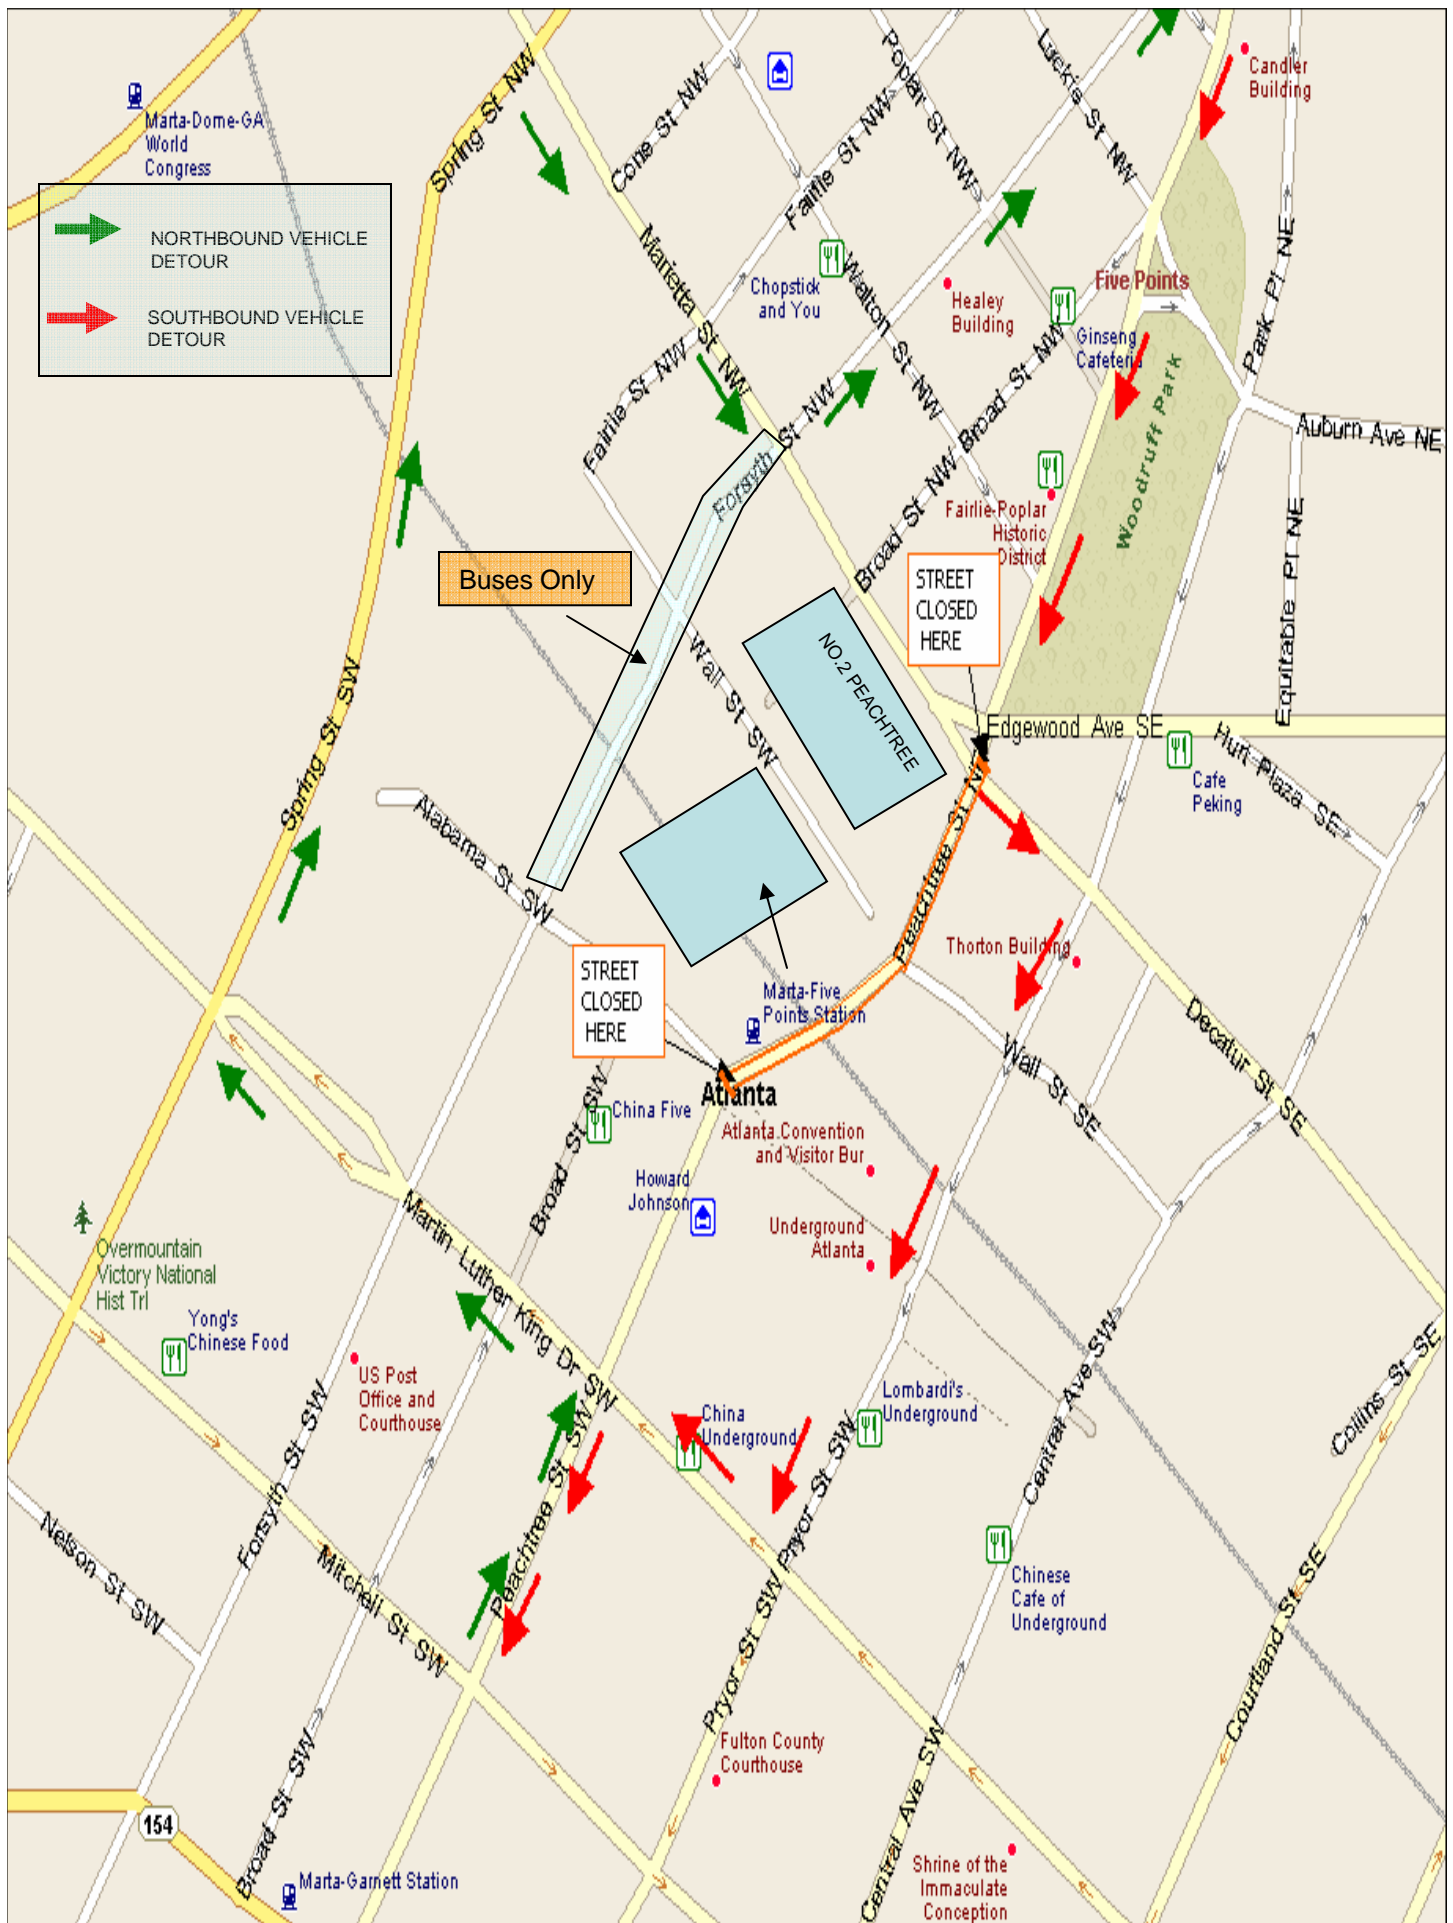 Spring St NW
Cone St NW
Poplar St NW
Luckie St NW
Candler
Building
Marta-Dome-GA
World
Congress
Fairlie St NW
NORTHBOUND VEHICLE
DETOUR
SOUTHBOUND VEHICLE
DETOUR
Marietta St NW
Chopstick
and You
Walton St NW
Healey
Building
Five Points
Ginseng
Cafeteria
Park Pl NE
Woodruff Park
Auburn Ave NE
Fairlie St NW
Forsyth St NW
Broad St NW
Broad St NW
Fairlie-Poplar
Historic
District
Equitable Pl NE
Buses Only
STREET
CLOSED
HERE
Wall St SW
NO.2 PEACHTREE
Spring St SW
Edgewood Ave SE
Cafe
Peking
Hurt Plaza SE
Alabama St SW
Peachtree St
Thorton Building
STREET
CLOSED
HERE
Marta-Five
Points Station
Decatur St SE
Wall St SE
Atlanta
China Five
Broad St SW
Atlanta Convention
and Visitor Bur
Howard
Johnson
Underground
Atlanta
Martin Luther King Dr SW
Overmountain
Victory National
Hist Trl
Yong's
Chinese Food
US Post
Office and
Courthouse
China
Underground
Lombardi's
Underground
Central Ave SW
Collins St SE
Forsyth St SW
Peachtree St SW
Pryor St SW
Pryor St SW
Nelson St SW
Mitchell St SW
Chinese
Cafe of
Underground
Courtland St SE
Fulton County
Courthouse
154
Broad St SW
Marta-Garnett Station
Central Ave SW
Shrine of the
Immaculate
Conception